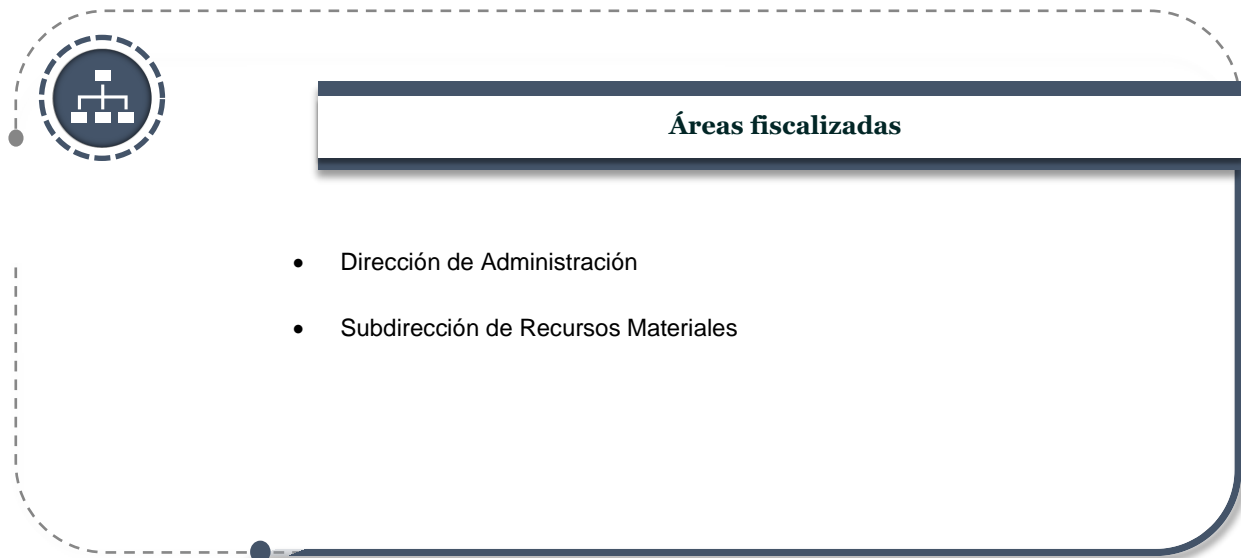 Áreas fiscalizadas
• Dirección de Administración
• Subdirección de Recursos Materiales